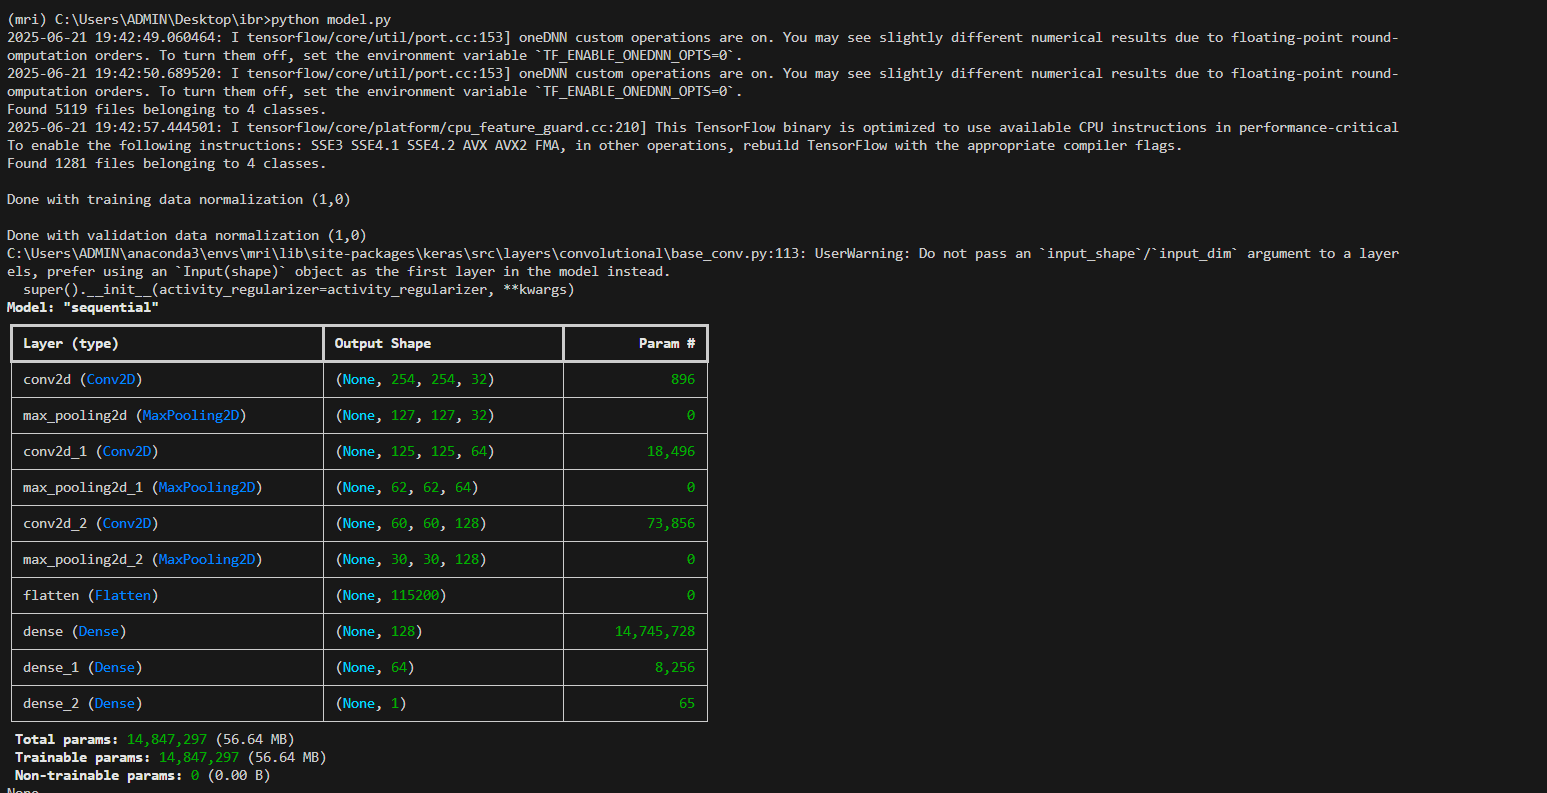 (mri) C:\Users\ADMIN\Desktop\ibr>python model.py
2025-06-21 19:42:49.060464: I tensorflow/core/util/port.cc:153] oneDNN custom operations are on. You may see slightly different numerical results due to floating-point round-
omputation orders. To turn them off, set the environment variable `TF_ENABLE_ONEDNN_OPTS=0`.
2025-06-21 19:42:50.689520: I tensorflow/core/util/port.cc:153] oneDNN custom operations are on. You may see slightly different numerical results due to floating-point round-
omputation orders. To turn them off, set the environment variable `TF_ENABLE_ONEDNN_OPTS=0`.
Found 5119 files belonging to 4 classes.
2025-06-21 19:42:57.444501: I tensorflow/core/platform/cpu_feature_guard.cc:210] This TensorFlow binary is optimized to use available CPU instructions in performance-critical
To enable the following instructions: SSE3 SSE4.1 SSE4.2 AVX AVX2 FMA, in other operations, rebuild TensorFlow with the appropriate compiler flags.
Found 1281 files belonging to 4 classes.
Done with training data normalization (1,0)
Done with validation data normalization (1,0)
C:\Users\ADMIN\anaconda3\envs\mri\lib\site-packages\keras\src\layers\convolutional\base_conv.py:113: UserWarning: Do not pass an `input_shape`/`input_dim` argument to a layer
els, prefer using an `Input(shape)` object as the first layer in the model instead.
super().__init__(activity_regularizer=activity_regularizer, **kwargs)
Model: "sequential"
Layer (type) Output Shape Param #
conv2d (Conv2D) (None, 254, 254, 32) 896
max_pooling2d (MaxPooling2D) (None, 127, 127, 32) 0
conv2d_1 (Conv2D) (None, 125, 125, 64) 18,496
max_pooling2d_1 (MaxPooling2D) (None, 62, 62, 64) 0
conv2d_2 (Conv2D) (None, 60, 60, 128) 73,856
max_pooling2d_2 (MaxPooling2D) (None, 30, 30, 128) 0
flatten (Flatten) (None, 115200) 0
dense (Dense) (None, 128) 14,745,728
dense_1 (Dense) (None, 64) 8,256
dense_2 (Dense) (None, 1) 65
Total params: 14,847,297 (56.64 MB)
Trainable params: 14,847,297 (56.64 MB)
Non-trainable params: 0 (0.00 B)
None